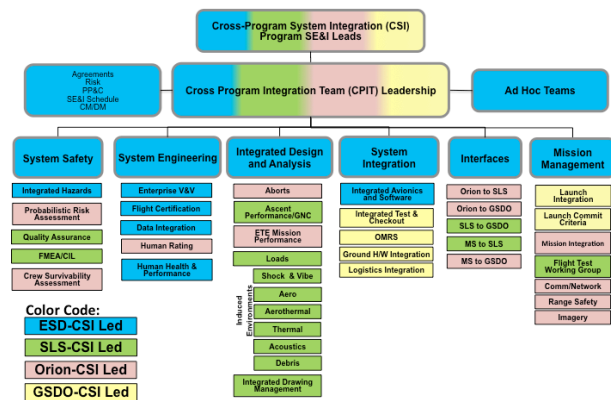 Cross-Program System Integration (CSI)
Program SE&I Leads
Agreements
Risk
PP&C
SE&I Schedule
CM/DM
Cross Program Integration Team (CPIT) Leadership
Ad Hoc Teams
System Safety
Integrated Hazards
Probabilistic Risk
Assessment
Quality Assurance
FMEA/CIL
Crew Survivability
Assessment
System Engineering
Enterprise V&V
Flight Certification
Data Integration
Human Rating
Human Health &
Performance
Integrated Design
and Analysis
Aborts
Ascent
Performance/GNC
ETE Mission
Performance
Loads
Induced
Environments
Shock & Vibe
Aero
Aerothermal
Thermal
Acoustics
Debris
Integrated Drawing
Management
System
Integration
Integrated Avionics
and Software
Integrated Test &
Checkout
OMRS
Ground H/W Integration
Logistics Integration
Interfaces
Orion to SLS
Orion to GSDO
SLS to GSDO
MS to SLS
MS to GSDO
Mission
Management
Launch
Integration
Launch Commit
Criteria
Mission Integration
Flight Test
Working Group
Comm/Network
Range Safety
Imagery
Color Code:
ESD-CSI Led
SLS-CSI Led
Orion-CSI Led
GSDO-CSI Led